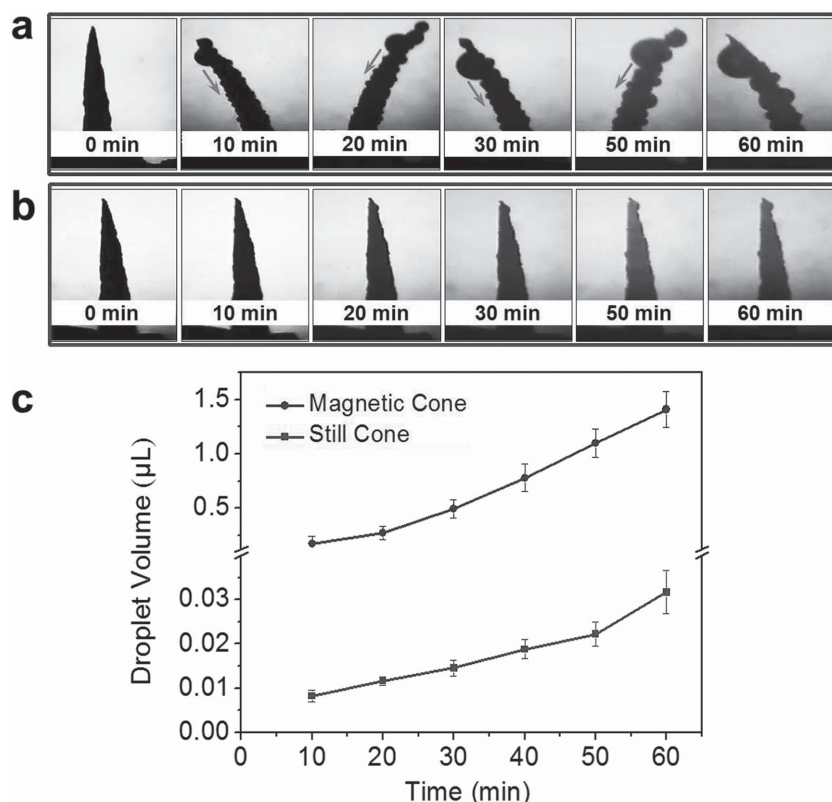 a
0 min 10 min 20 min 30 min 50 min 60 min
b
0 min 10 min 20 min 30 min 50 min 60 min
c
Magnetic Cone
Still Cone
Droplet Volume (µL)
1.5
1.0
0.5
0.03
0.02
0.01
0.00
0 10 20 30 40 50 60
Time (min)